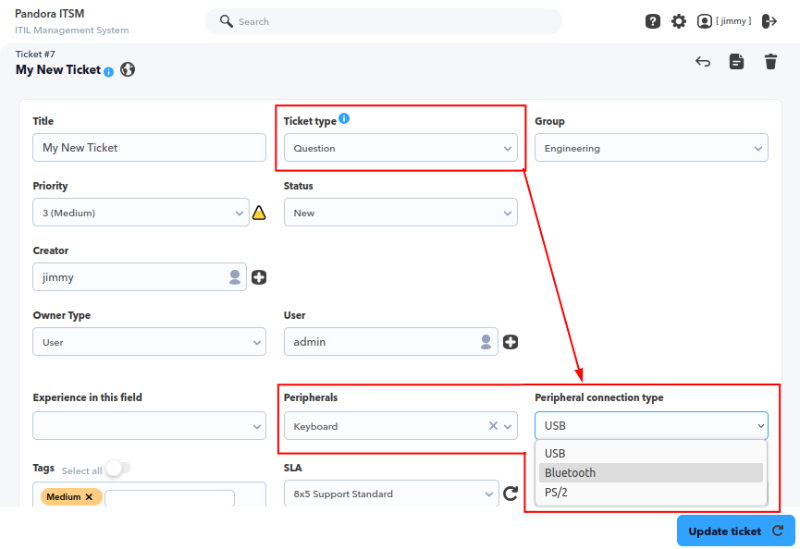 Pandora ITSM
ITIL Management System
Search
[ jimmy ]
Ticket #7
My New Ticket
Title
Ticket type
Group
My New Ticket
Question
Engineering
Priority
Status
3 (Medium)
New
Creator
jimmy
Owner Type
User
User
admin
Experience in this field
Peripherals
Peripheral connection type
Keyboard
USB
USB
Bluetooth
PS/2
Tags
Select all
SLA
Medium
8x5 Support Standard
Update ticket